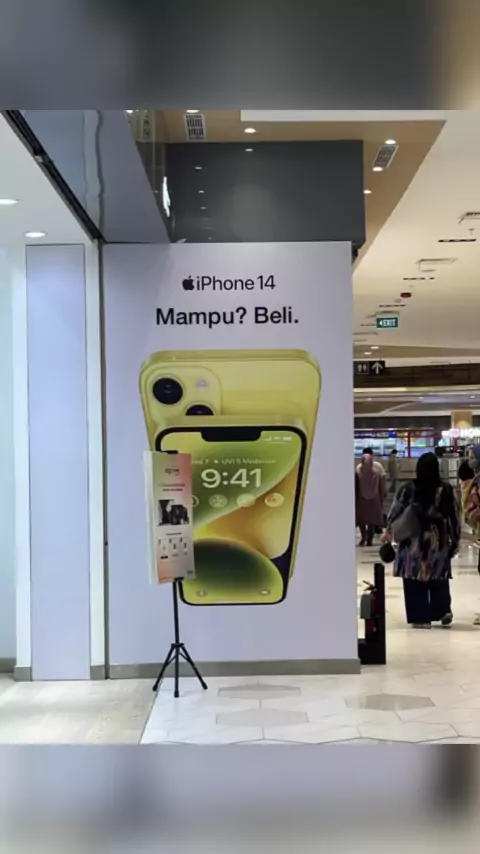 iPhone 14
Mampu? Beli.
9:41
EXIT